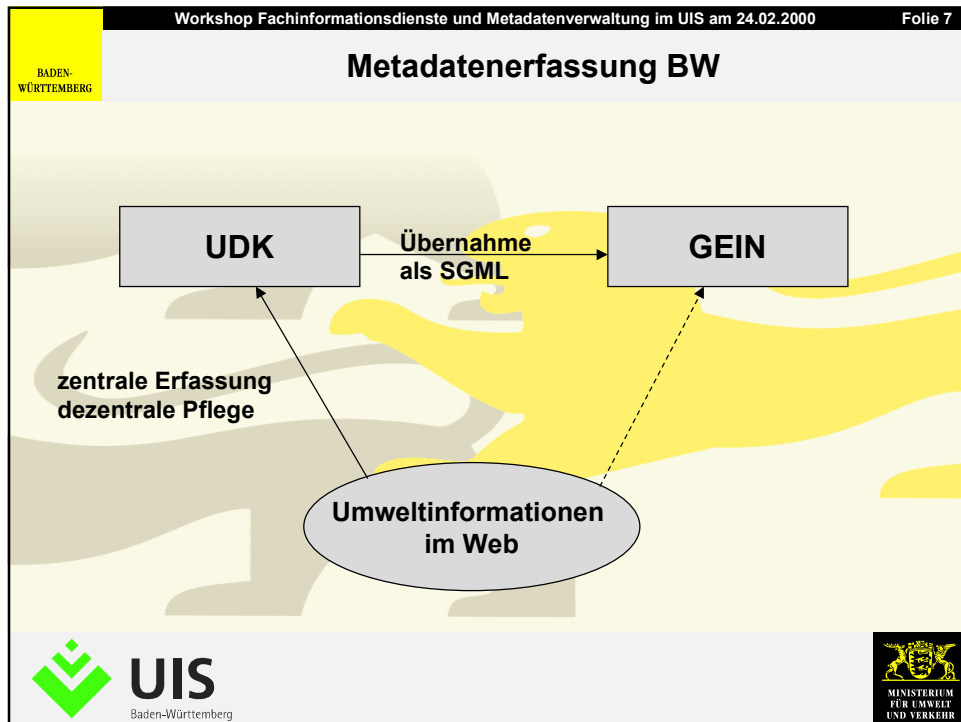 Workshop Fachinformationsdienste und Metadatenverwaltung im UIS am 24.02.2000 Folie 7
BADEN-
WÜRTTEMBERG
Metadatenerfassung BW
UDK
Übernahme
als SGML
GEIN
zentrale Erfassung
dezentrale Pflege
Umweltinformationen
im Web
UIS
Baden-Württemberg
MINISTERIUM
FÜR UMWELT
UND VERKEHR